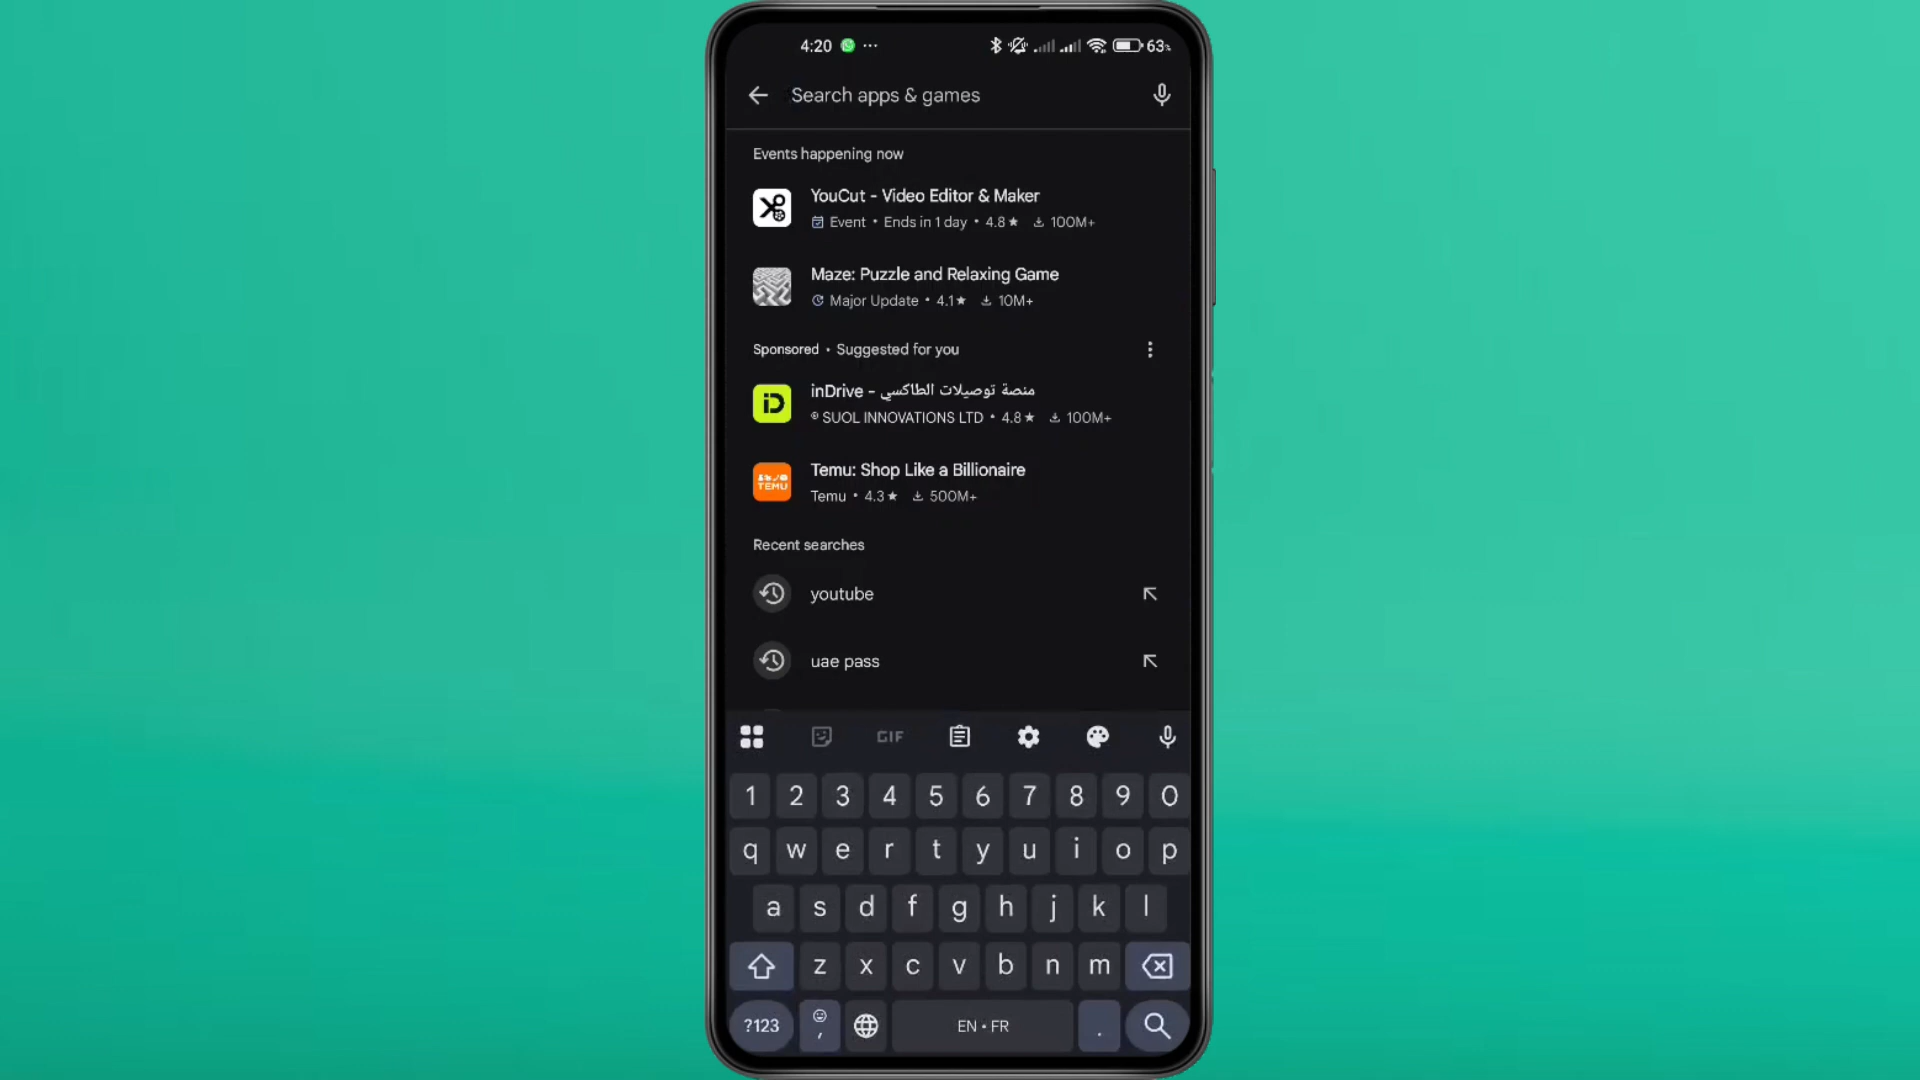 4:20 63%
Search apps & games
Events happening now
YouCut - Video Editor & Maker
Event • Ends in 1 day • 4.8★ 100M+
Maze: Puzzle and Relaxing Game
Major Update • 4.1★ 10M+
Sponsored • Suggested for you
iD
inDrive - منصة توصيلات الطاكسي
® SUOL INNOVATIONS LTD • 4.8★ 100M+
Temu: Shop Like a Billionaire
TEMU
Temu • 4.3★ 500M+
Recent searches
youtube
uae pass
GIF
1 2 3 4 5 6 7 8 9 0
q w e r t y u i o p
a s d f g h j k l
z x c v b n m
?123 , EN • FR .